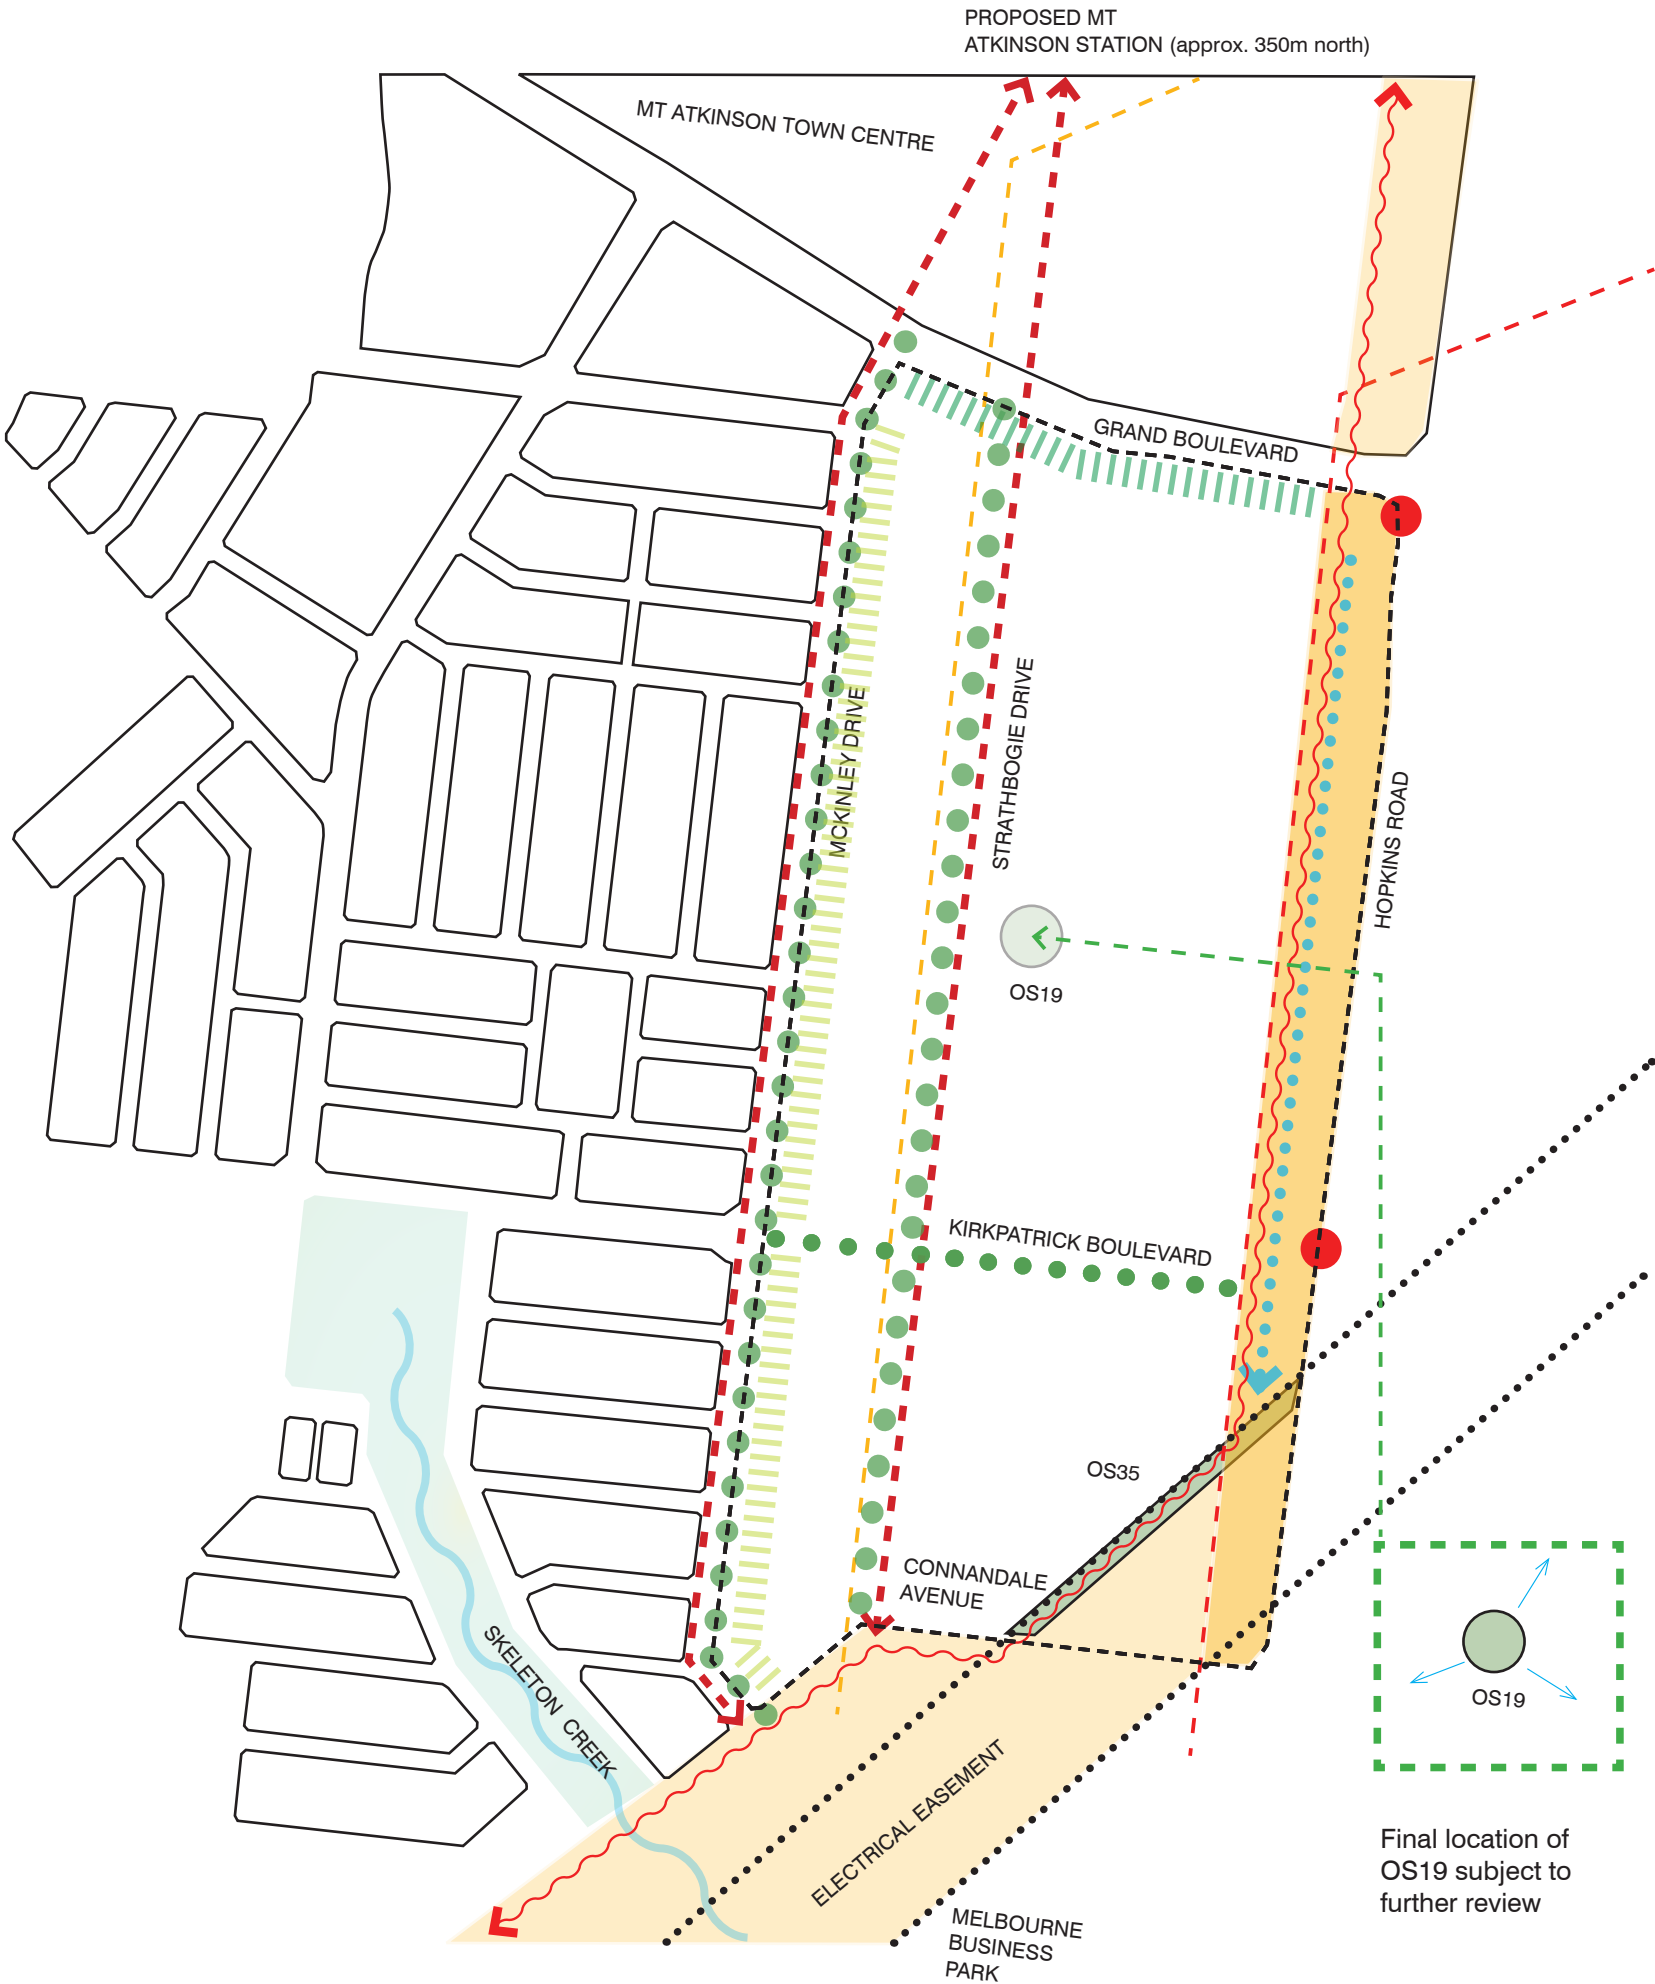 PROPOSED MT
ATKINSON STATION (approx. 350m north)
MT ATKINSON TOWN CENTRE
GRAND BOULEVARD
MCKINLEY DRIVE
STRATHBOGIE DRIVE
HOPKINS ROAD
OS19
KIRKPATRICK BOULEVARD
OS35
CONNANDALE
AVENUE
SKELETON CREEK
OS19
ELECTRICAL EASEMENT
Final location of
OS19 subject to
further review
MELBOURNE
BUSINESS
PARK